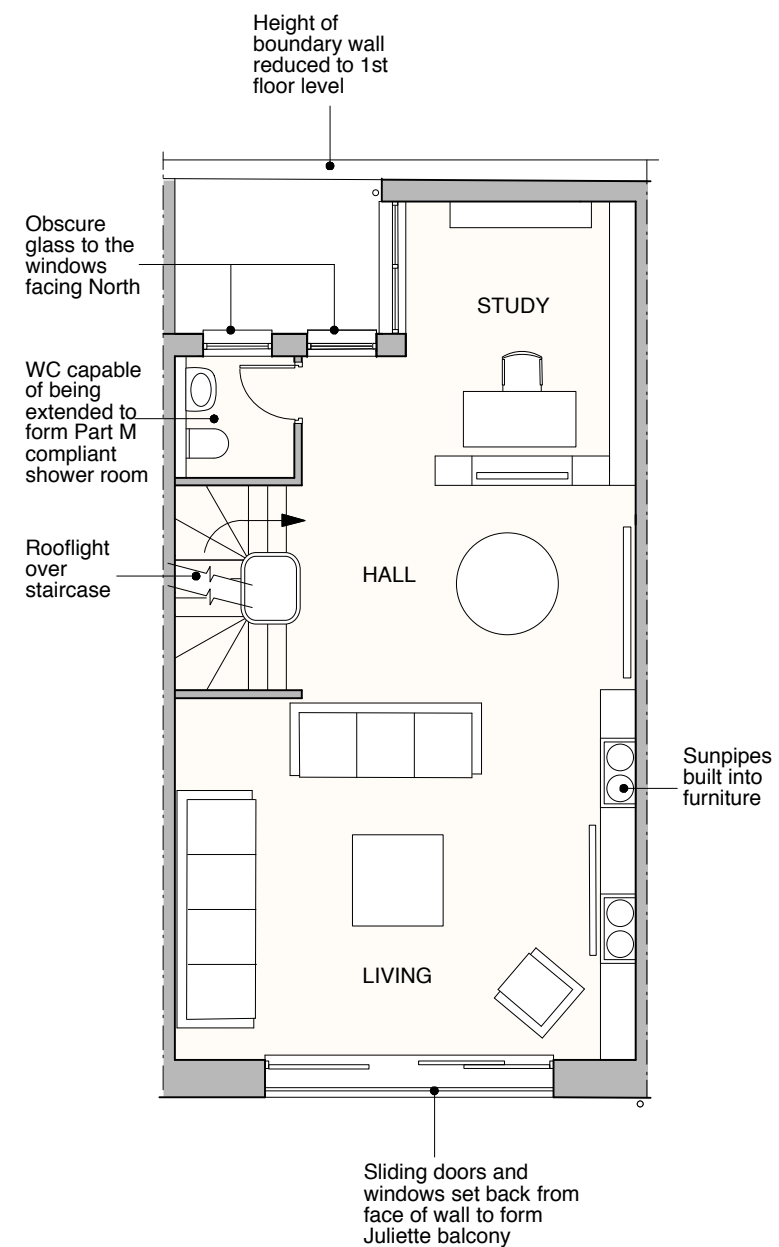 Height of
boundary wall
reduced to 1st
floor level
Obscure
glass to the
windows
facing North
STUDY
WC capable
of being
extended to
form Part M
compliant
shower room
Rooflight
over
staircase
HALL
Sunpipes
built into
furniture
LIVING
Sliding doors and
windows set back from
face of wall to form
Juliette balcony